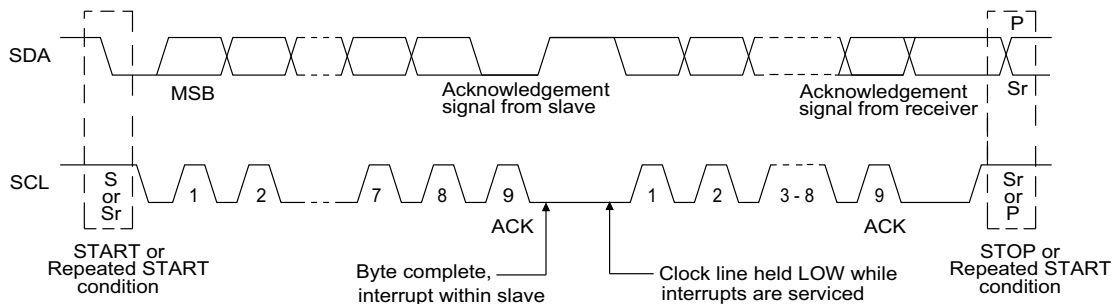 P
SDA
MSB
Acknowledgement
signal from slave
Acknowledgement
signal from receiver
Sr
SCL
S
or
Sr
1
2
7
8
9
1
2
3 - 8
9
Sr
or
P
ACK
ACK
START or
Repeated START
condition
Byte complete,
interrupt within slave
Clock line held LOW while
interrupts are serviced
STOP or
Repeated START
condition